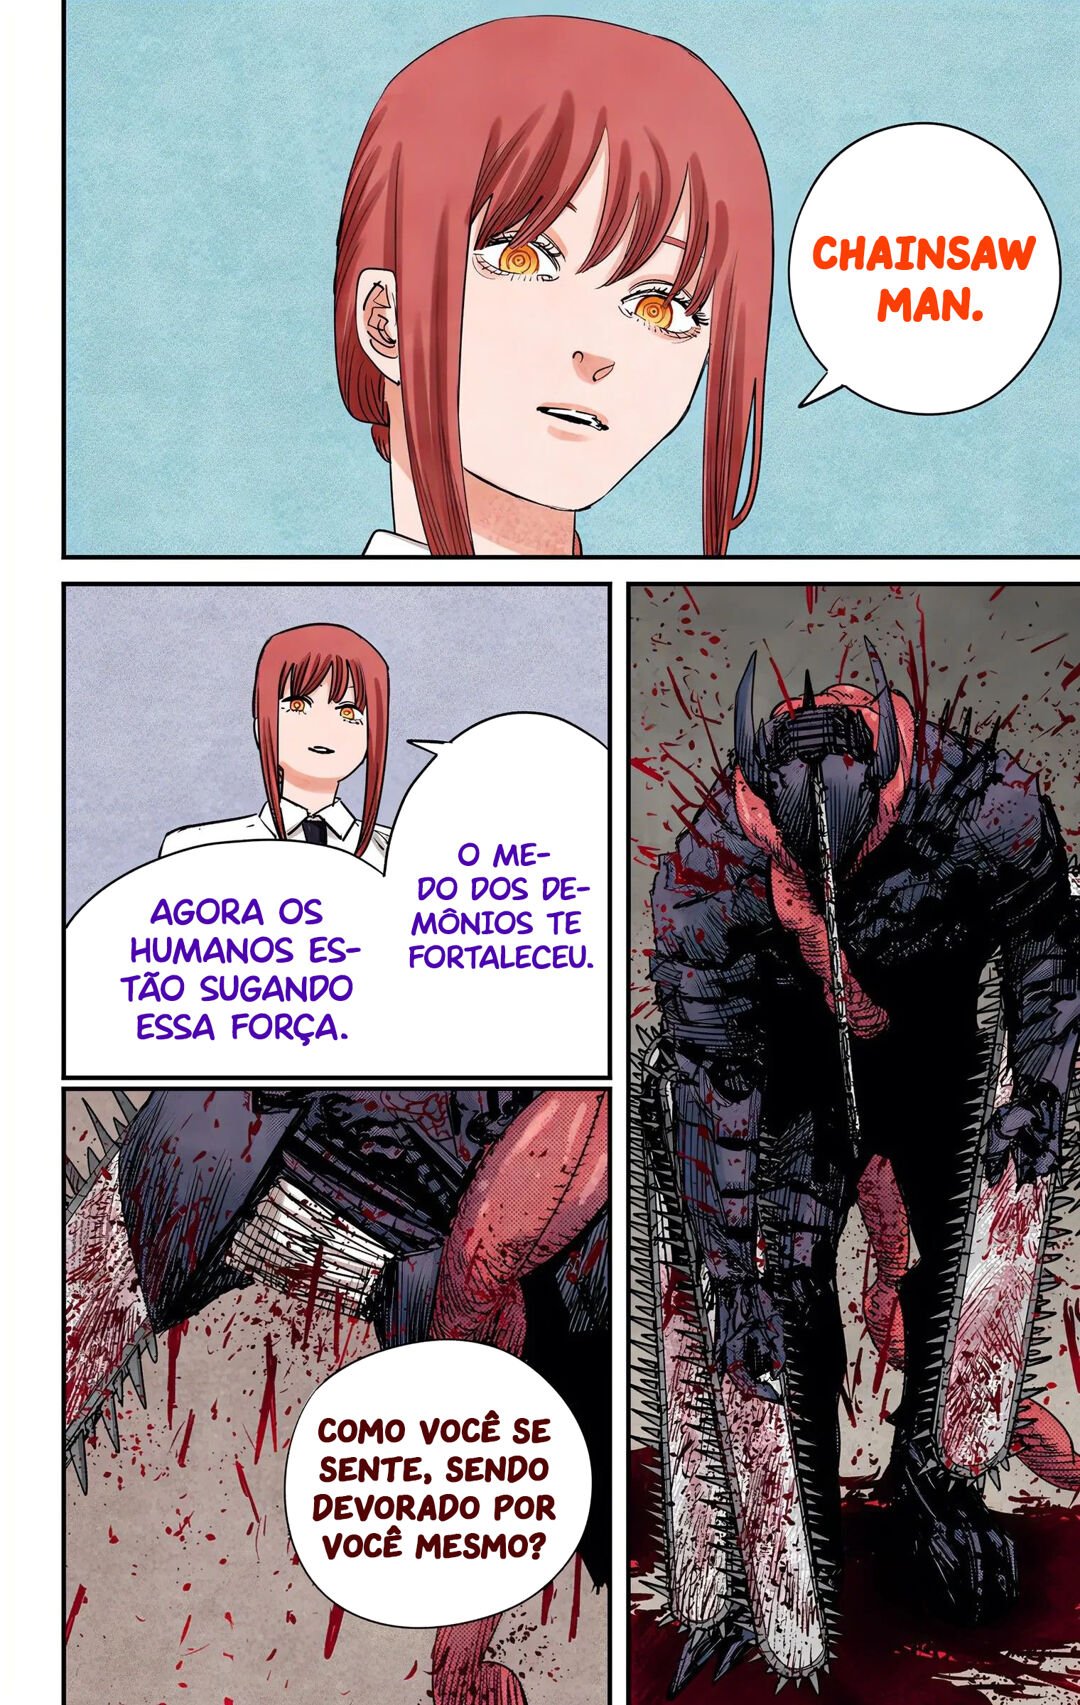 CHAINSAW
MAN.
O ME-
DO DOS DE-
MÔNIOS TE
FORTALECEU.
AGORA OS
HUMANOS ES-
TÃO SUGANDO
ESSA FORÇA.
COMO VOCÊ SE
SENTE, SENDO
DEVORADO POR
VOCÊ MESMO?